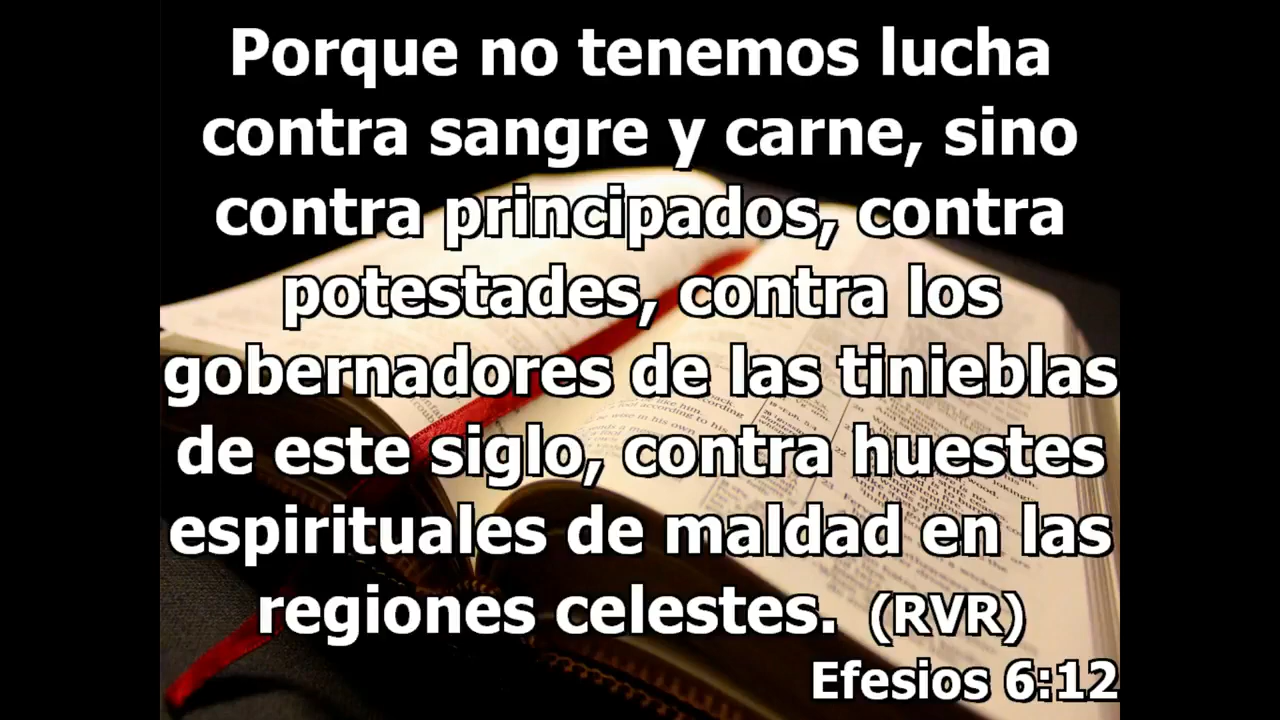 Porque no tenemos lucha
contra sangre y carne, sino
contra principados, contra
potestades, contra los
gobernadores de las tinieblas
de este siglo, contra huestes
espirituales de maldad en las
regiones celestes. (RVR)
Efesios 6:12